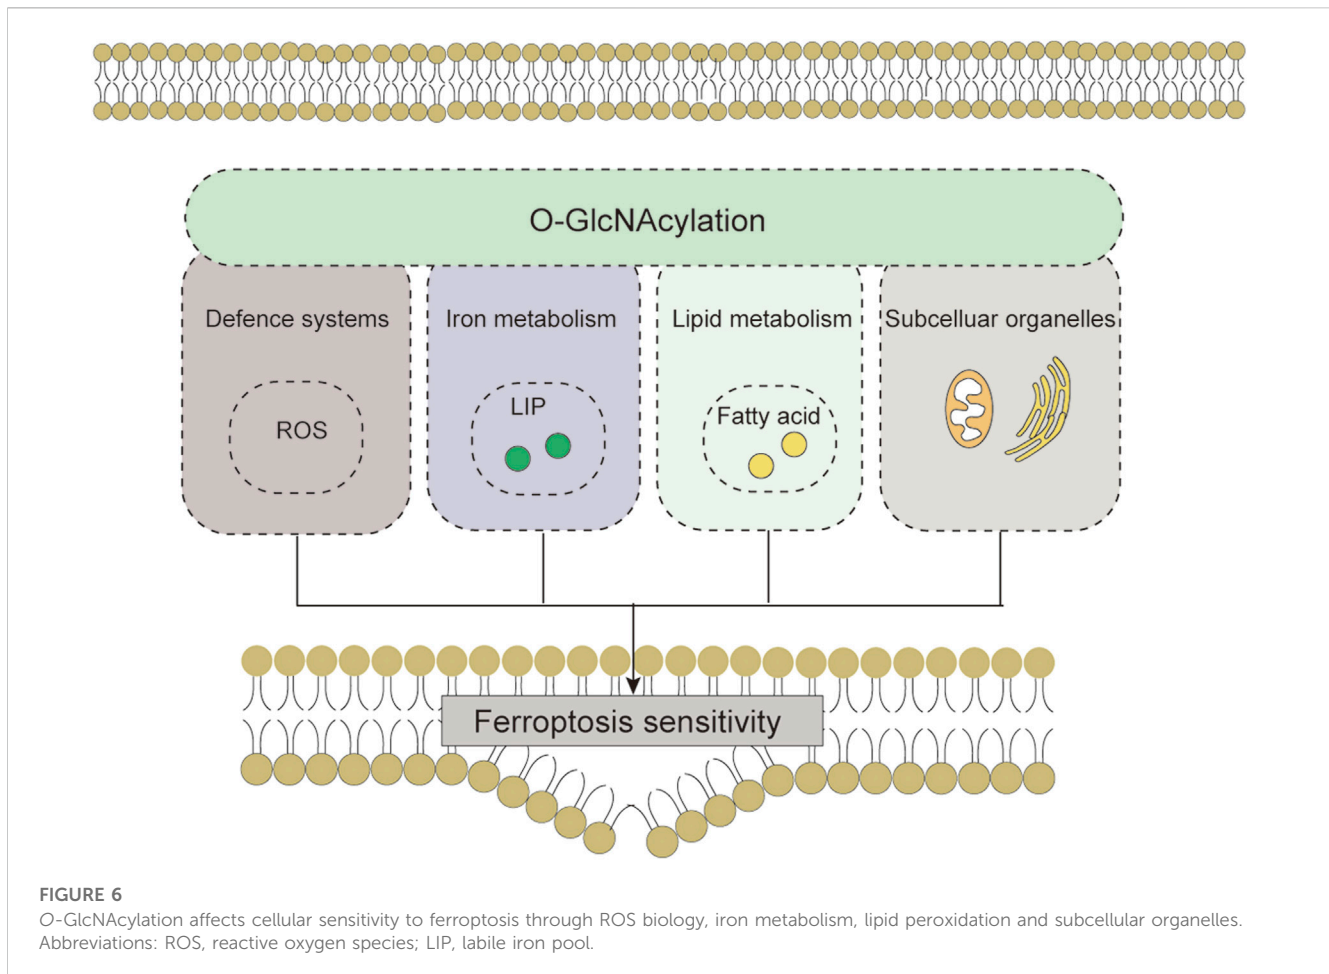 O-GlcNAcylation
Defence systems
Iron metabolism
Lipid metabolism
Subcelluar organelles
ROS
LIP
Fatty acid
Ferroptosis sensitivity
FIGURE 6
O-GlcNAcylation affects cellular sensitivity to ferroptosis through ROS biology, iron metabolism, lipid peroxidation and subcellular organelles.
Abbreviations: ROS, reactive oxygen species; LIP, labile iron pool.